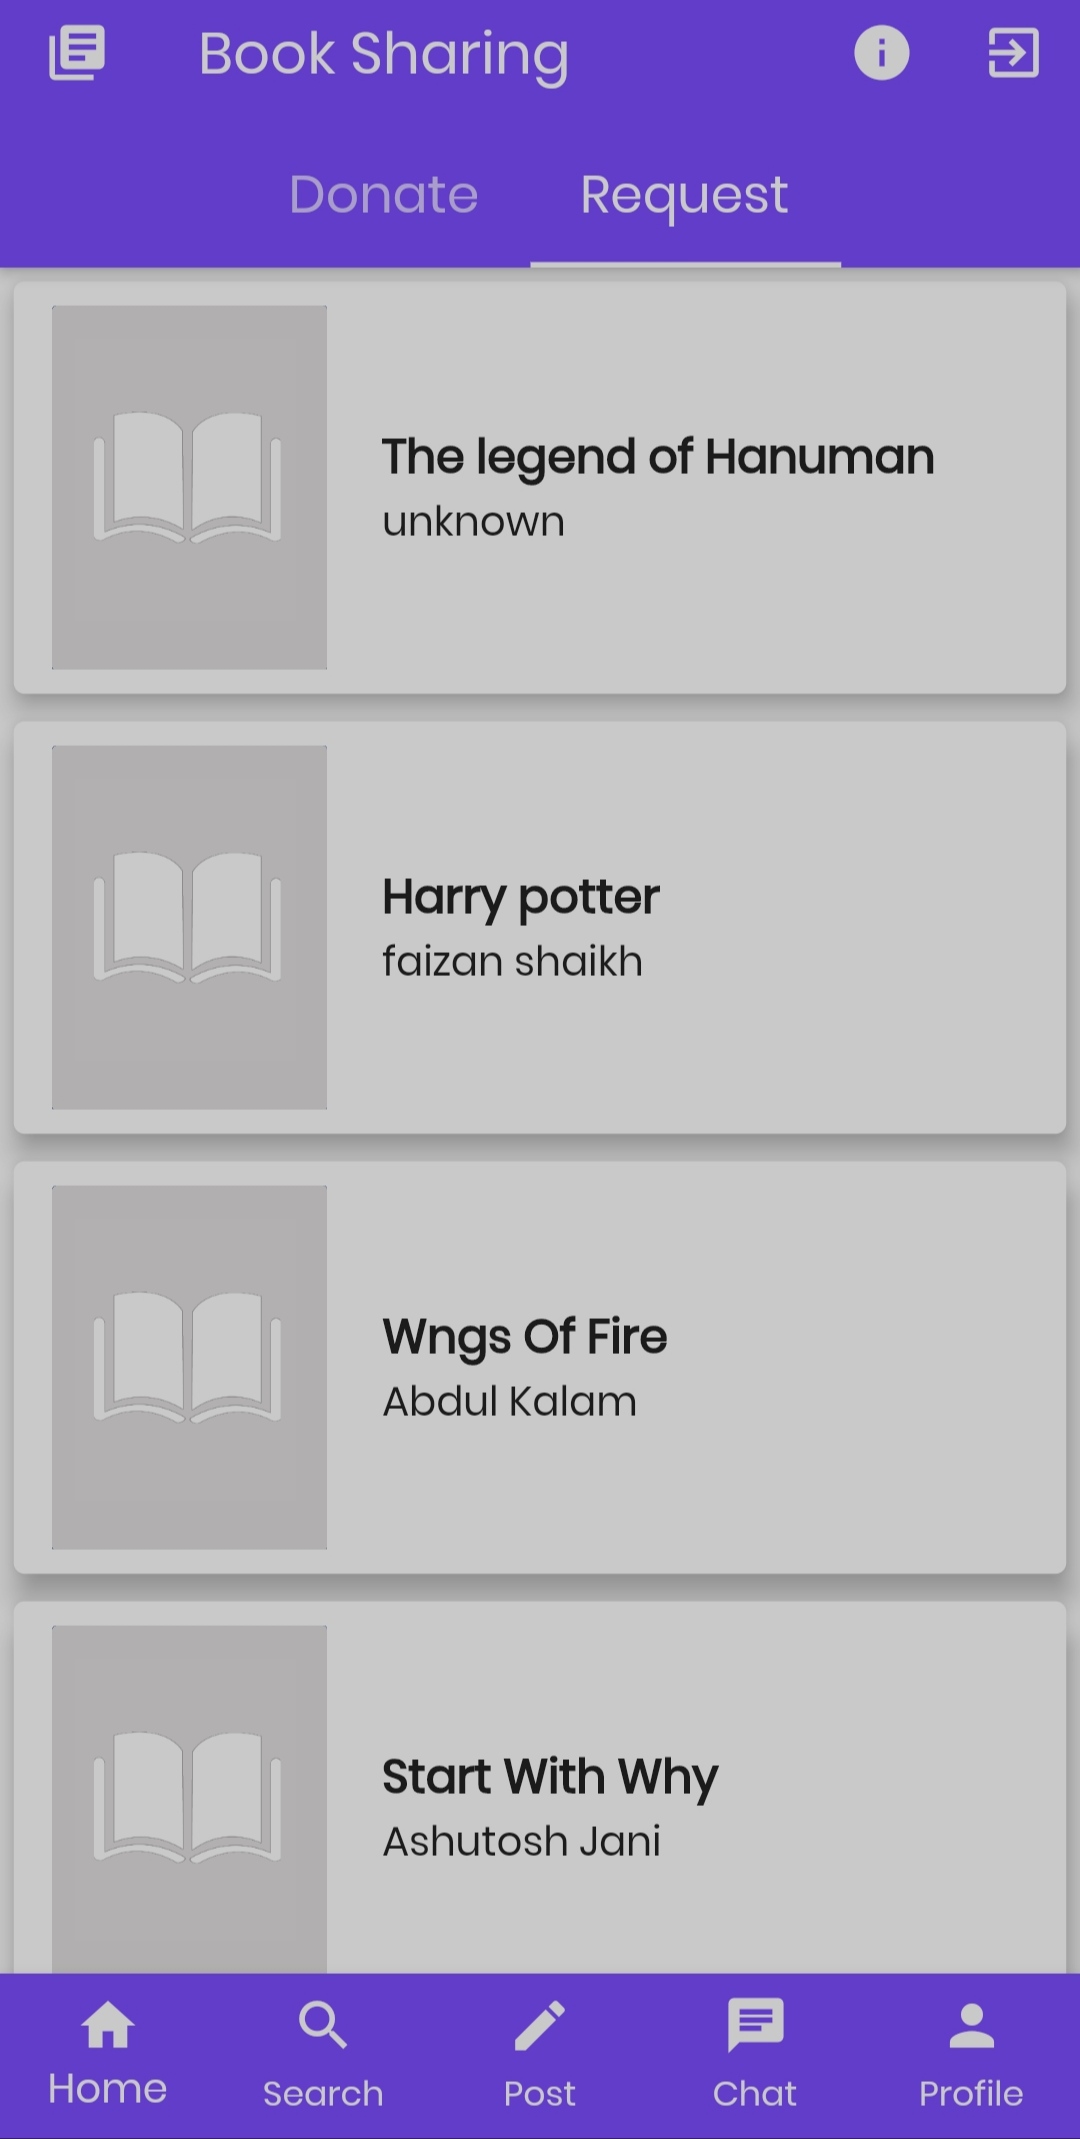 Book Sharing
Donate Request
The legend of Hanuman
unknown
Harry potter
faizan shaikh
Wngs Of Fire
Abdul Kalam
Start With Why
Ashutosh Jani
Home Search Post Chat Profile